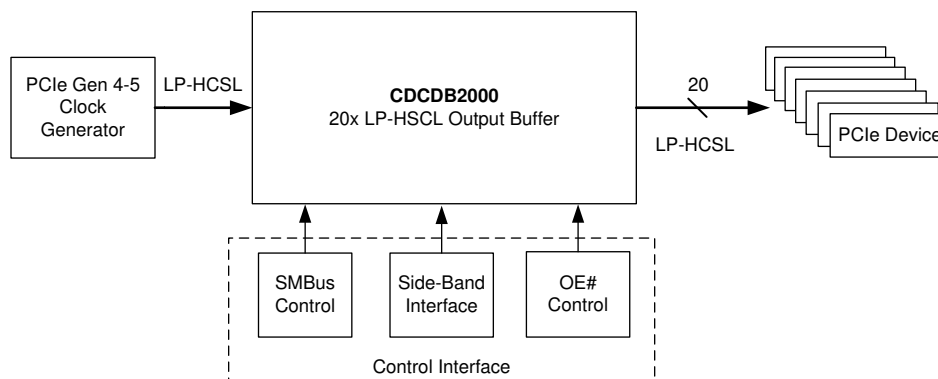 PCIe Gen 4-5
Clock
Generator
LP-HCSL
CDCDB2000
20x LP-HSCL Output Buffer
20
LP-HCSL
PCIe Device
SMBus
Control
Side-Band
Interface
OE#
Control
Control Interface